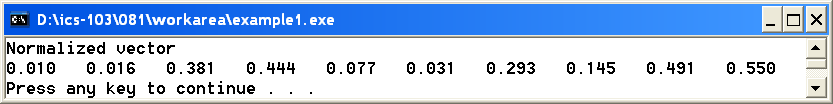 D:\ics-103\081\workarea\example1.exe
Normalized vector
0.010 0.016 0.381 0.444 0.077 0.031 0.293 0.145 0.491 0.550
Press any key to continue . . .